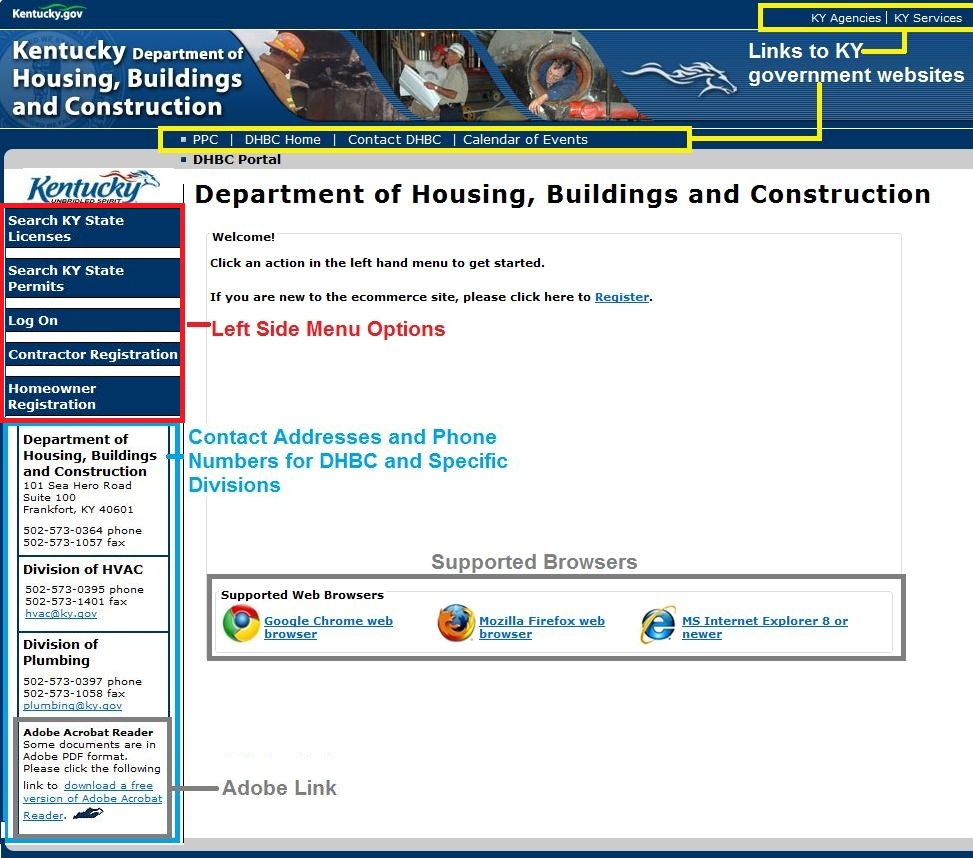 Kentucky.gov
KY Agencies | KY Services
Kentucky Department of
Housing, Buildings
and Construction
Links to KY
government websites
PPC | DHBC Home | Contact DHBC | Calendar of Events
DHBC Portal
Kentucky
UNBRIDLED SPIRIT
Department of Housing, Buildings and Construction
Search KY State
Licenses
Search KY State
Permits
Log On
Contractor Registration
Homeowner
Registration
Welcome!
Click an action in the left hand menu to get started.
If you are new to the ecommerce site, please click here to Register.
Left Side Menu Options
Contact Addresses and Phone
Numbers for DHBC and Specific
Divisions
Department of
Housing, Buildings
and Construction
101 Sea Hero Road
Suite 100
Frankfort, KY 40601
502-573-0364 phone
502-573-1057 fax
Division of HVAC
502-573-0395 phone
502-573-1401 fax
hvac@ky.gov
Division of
Plumbing
502-573-0397 phone
502-573-1058 fax
plumbing@ky.gov
Supported Browsers
Supported Web Browsers
Google Chrome web
browser
Mozilla Firefox web
browser
MS Internet Explorer 8 or
newer
Adobe Acrobat Reader
Some documents are in
Adobe PDF format.
Please click the following
link to download a free
version of Adobe Acrobat
Reader.
Adobe Link